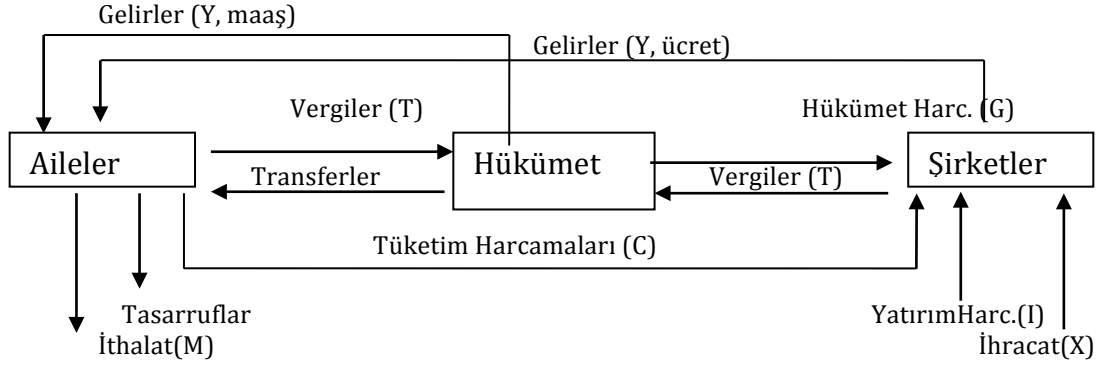 Gelirler (Y, maaş)
Gelirler (Y, ücret)
Vergiler (T)
Hükümet Harc. (G)
Aileler
Hükümet
Şirketler
Transferler
Vergiler (T)
Tüketim Harcamaları (C)
Tasarruflar
YatırımHarc.(I)
İthalat(M)
İhracat(X)